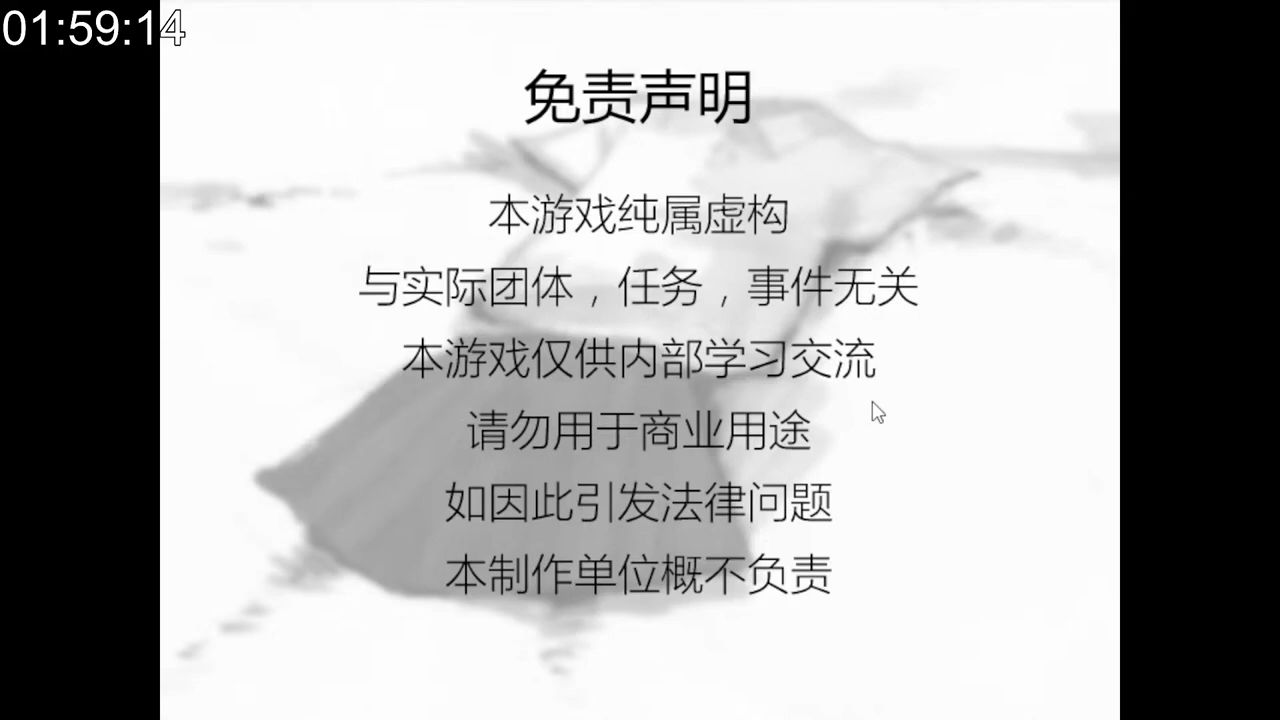 01:59:14
免责声明
本游戏纯属虚构
与实际团体，任务，事件无关
本游戏仅供内部学习交流
请勿用于商业用途
如因此引发法律问题
本制作单位概不负责